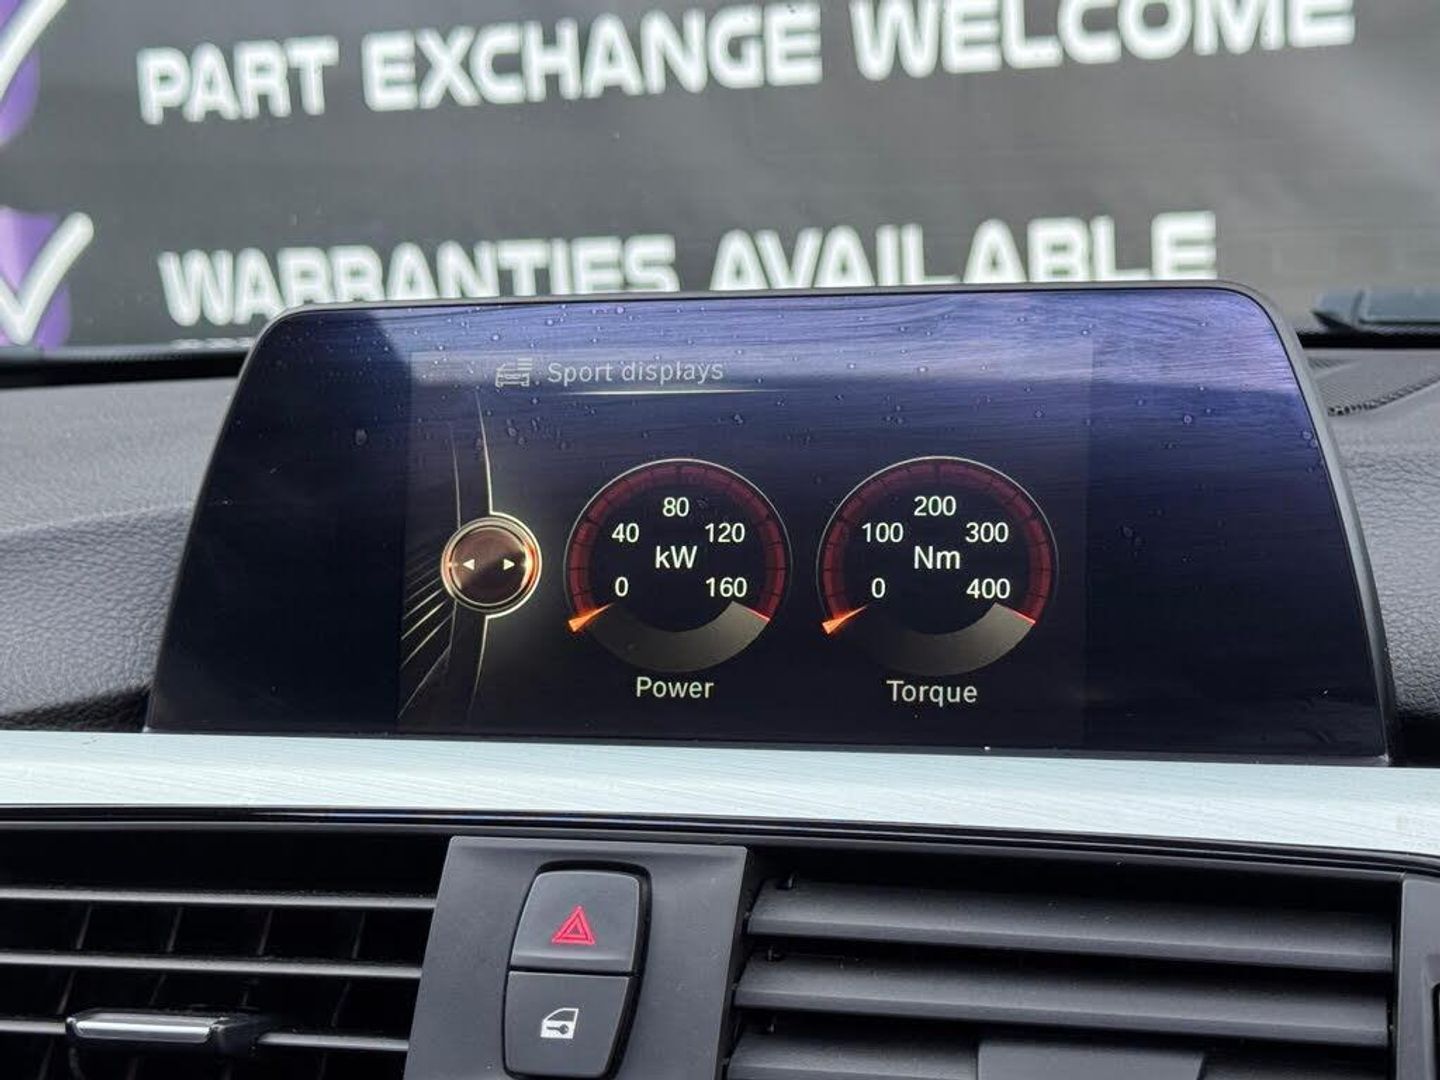 PART EXCHANGE WELCOME
WARRANTIES AVAILABLE
Sport displays
80
40 120
kW
0 160
Power
200
100 300
Nm
0 400
Torque